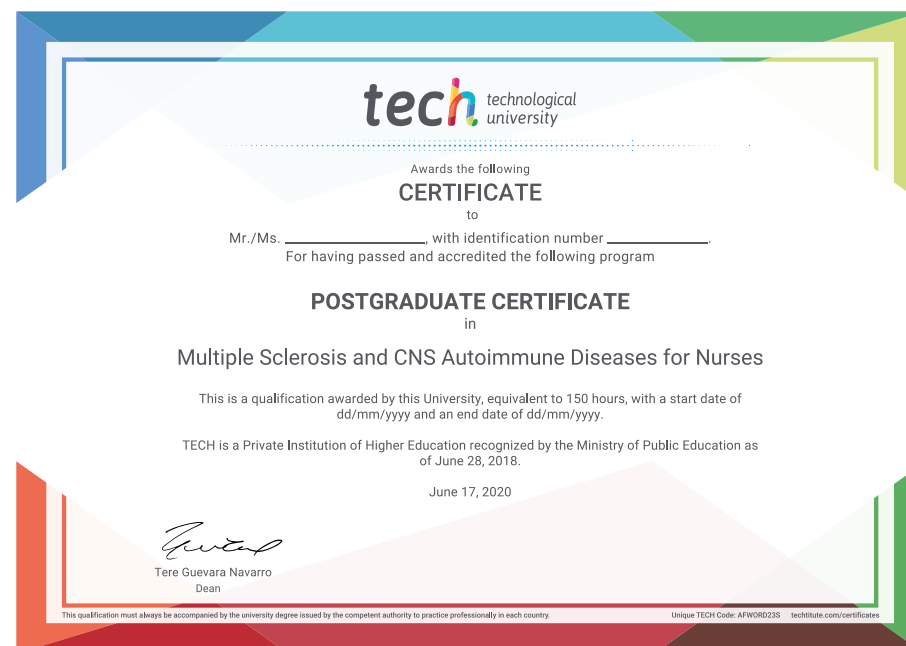 tech technological
university
Awards the following
CERTIFICATE
to
Mr./Ms. ____________________, with identification number ______________.
For having passed and accredited the following program
POSTGRADUATE CERTIFICATE
in
Multiple Sclerosis and CNS Autoimmune Diseases for Nurses
This is a qualification awarded by this University, equivalent to 150 hours, with a start date of
dd/mm/yyyy and an end date of dd/mm/yyyy.
TECH is a Private Institution of Higher Education recognized by the Ministry of Public Education as
of June 28, 2018.
June 17, 2020
Tere Guevara Navarro
Dean
This qualification must always be accompanied by the university degree issued by the competent authority to practice professionally in each country.
Unique TECH Code: AFWORD23S techtitute.com/certificates